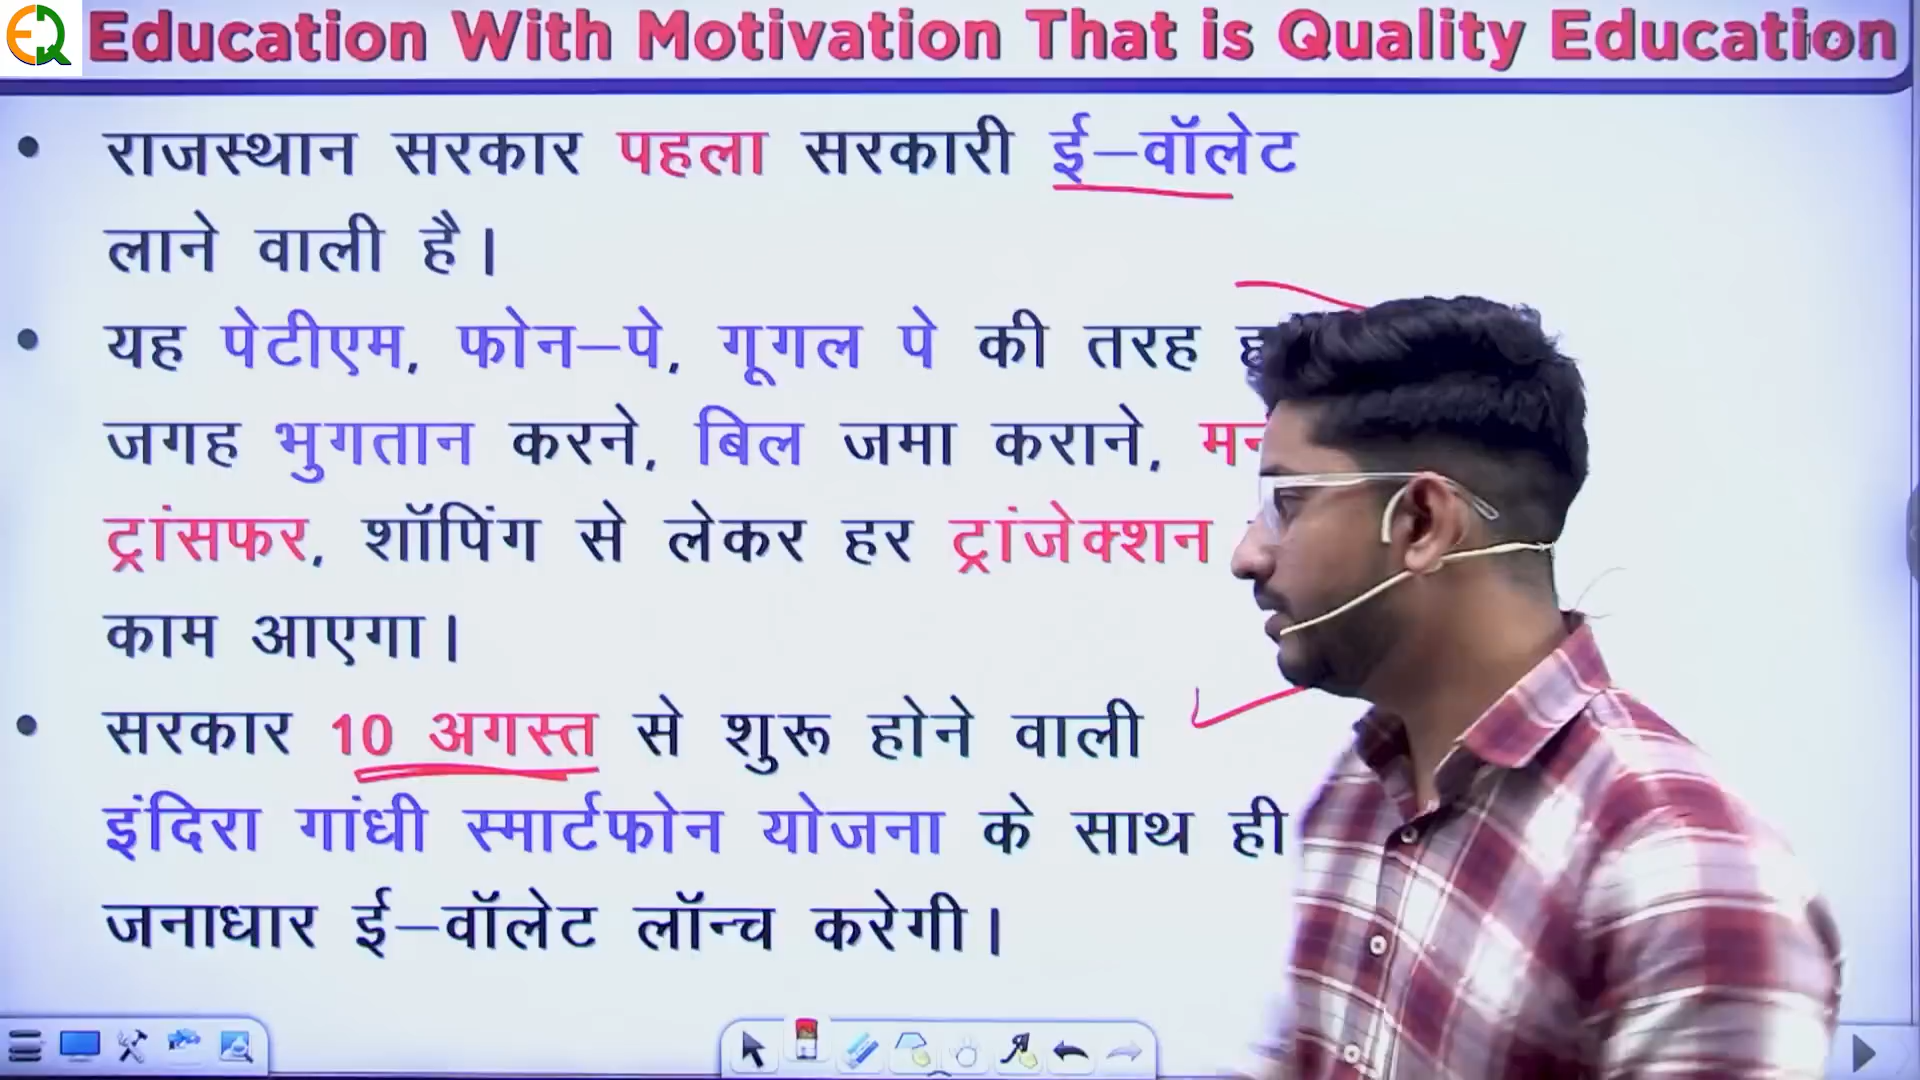 EQ
Education With Motivation That is Quality Education
• राजस्थान सरकार पहला सरकारी ई–वॉलेट
लाने वाली है।
• यह पेटीएम, फोन–पे, गूगल पे की तरह
जगह भुगतान करने, बिल जमा कराने,
ट्रांसफर, शॉपिंग से लेकर हर ट्रांजेक्शन
काम आएगा।
• सरकार 10 अगस्त से शुरू होने वाली
इंदिरा गांधी स्मार्टफोन योजना के साथ ही
जनाधार ई–वॉलेट लॉन्च करेगी।